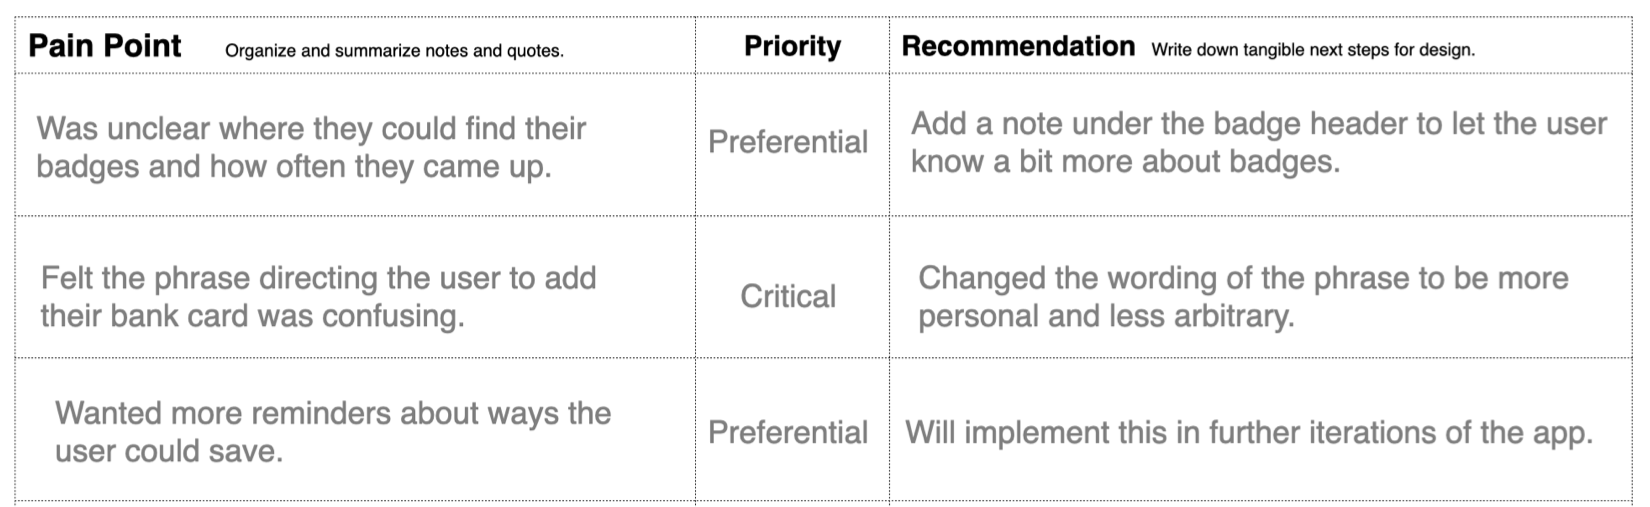 Pain Point Organize and summarize notes and quotes. Priority Recommendation Write down tangible next steps for design.
Was unclear where they could find their
badges and how often they came up.
Preferential
Add a note under the badge header to let the user
know a bit more about badges.
Felt the phrase directing the user to add
their bank card was confusing.
Critical
Changed the wording of the phrase to be more
personal and less arbitrary.
Wanted more reminders about ways the
user could save.
Preferential
Will implement this in further iterations of the app.